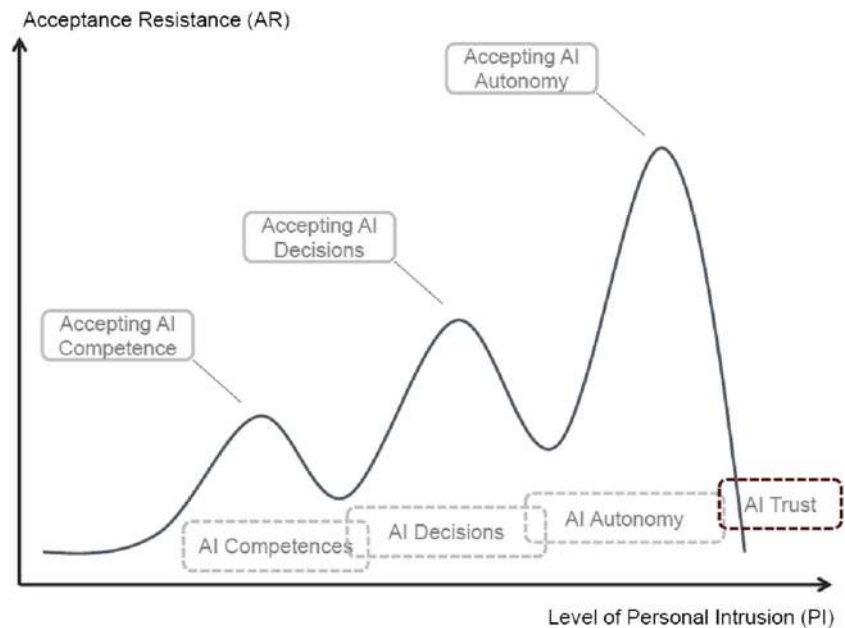 Acceptance Resistance (AR)
Accepting AI
Autonomy
Accepting AI
Decisions
Accepting AI
Competence
AI Competences
AI Decisions
AI Autonomy
AI Trust
Level of Personal Intrusion (PI)